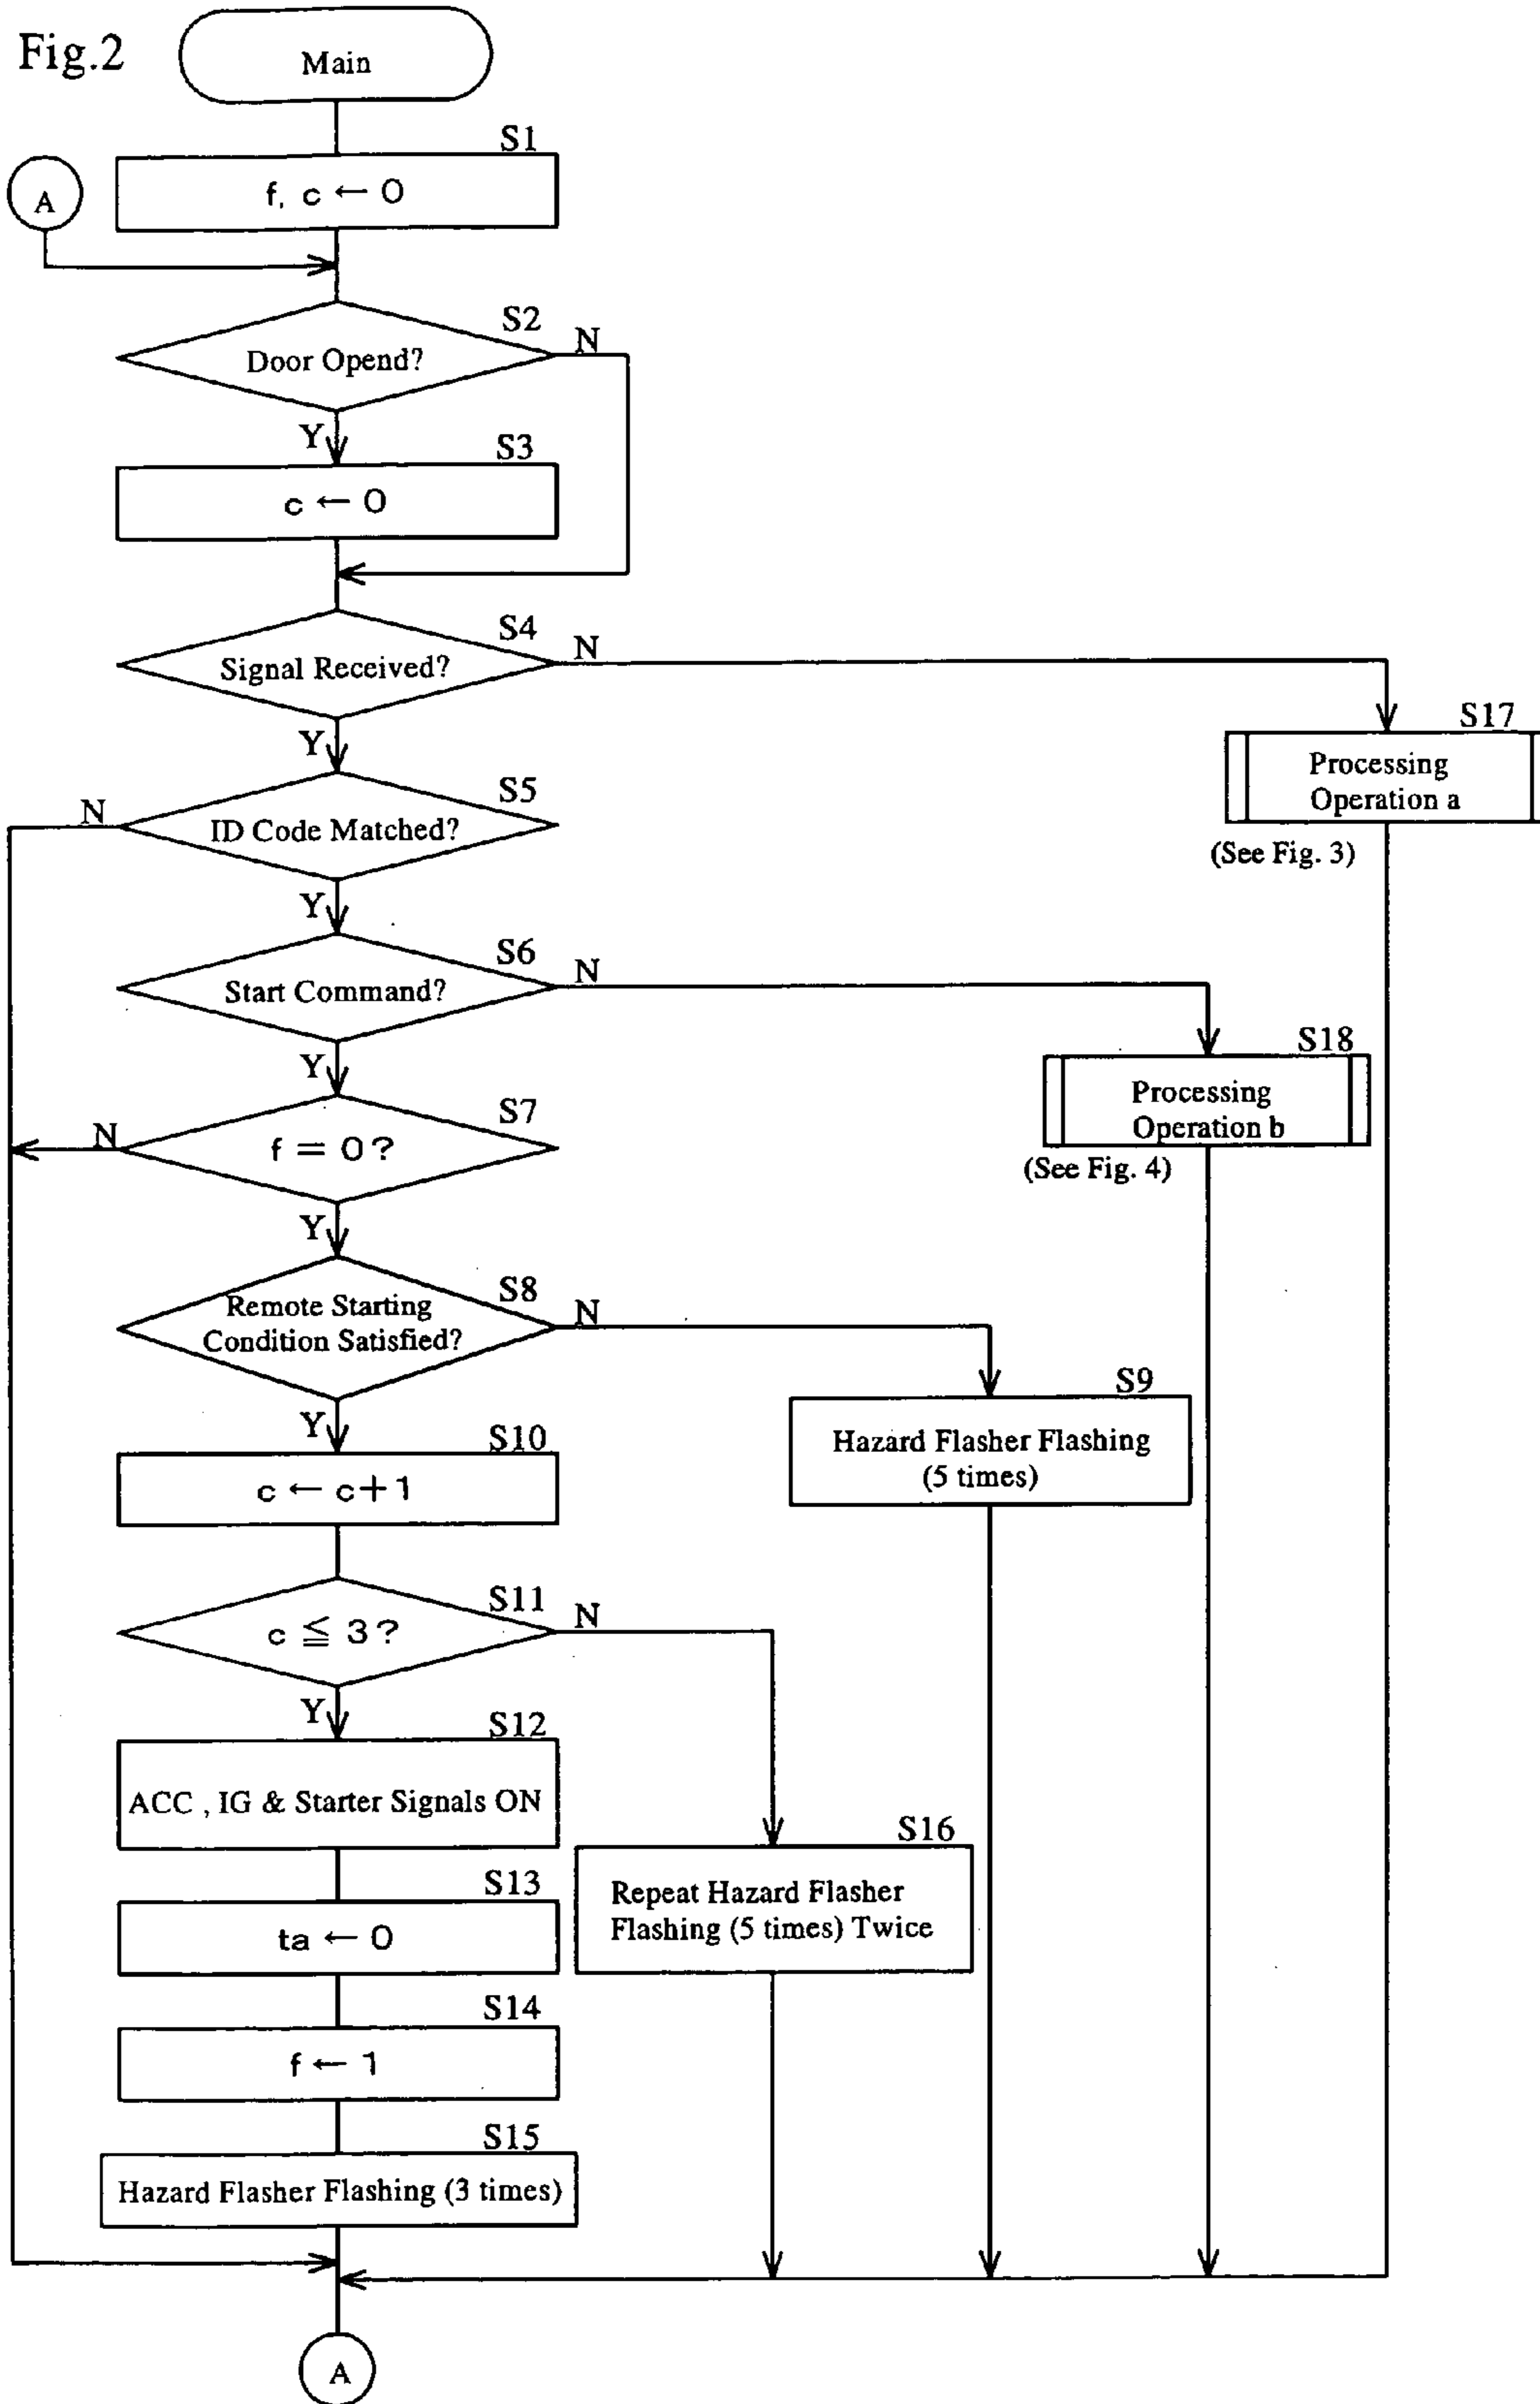 Fig.2
Main
S1
A
f, c ← 0
S2
N
Door Opend?
Y
S3
c ← 0
S4
N
Signal Received?
Y
S17
Processing
Operation a
(See Fig. 3)
S5
N
ID Code Matched?
Y
S6
N
Start Command?
Y
S18
Processing
Operation b
(See Fig. 4)
S7
N
f = 0?
Y
S8
N
Remote Starting
Condition Satisfied?
Y
S9
Hazard Flasher Flashing
(5 times)
S10
c ← c+1
S11
N
c ≦ 3?
Y
S12
ACC , IG & Starter Signals ON
S16
Repeat Hazard Flasher
Flashing (5 times) Twice
S13
ta ← 0
S14
f ← 1
S15
Hazard Flasher Flashing (3 times)
A